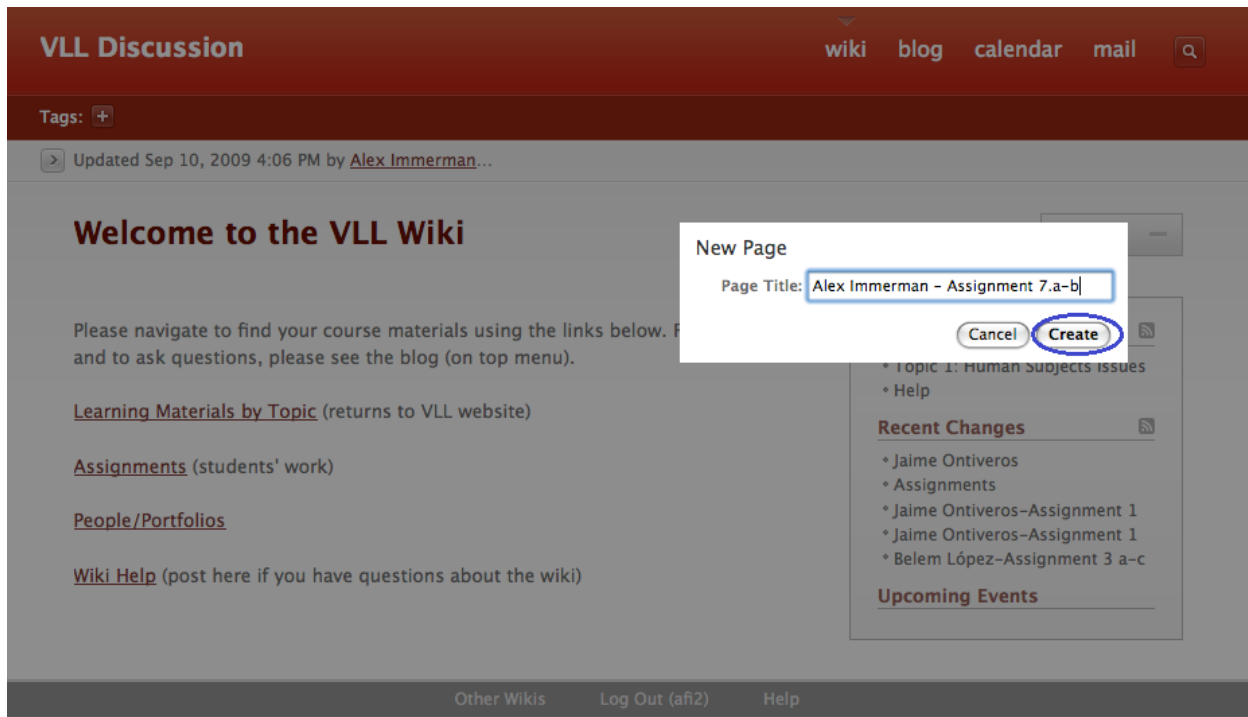 VLL Discussion
wiki blog calendar mail
Tags: +
Updated Sep 10, 2009 4:06 PM by Alex Immerman...
Welcome to the VLL Wiki
New Page
Page Title: Alex Immerman - Assignment 7.a-b
Cancel Create
Please navigate to find your course materials using the links below.
and to ask questions, please see the blog (on top menu).
Learning Materials by Topic (returns to VLL website)
Assignments (students' work)
People/Portfolios
Wiki Help (post here if you have questions about the wiki)
• Topic 1: Human Subjects Issues
• Help
Recent Changes
• Jaime Ontiveros
• Assignments
• Jaime Ontiveros-Assignment 1
• Jaime Ontiveros-Assignment 1
• Belem López-Assignment 3 a-c
Upcoming Events
Other Wikis Log Out (afi2) Help